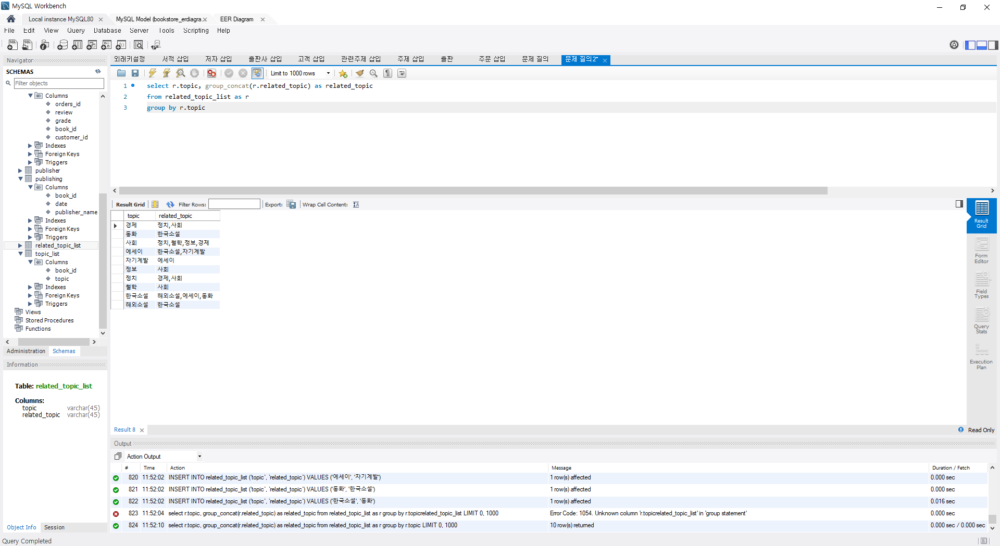 MySQL Workbench
Local instance MySQL80
MySQL Model (bookstore_erdiagra.
EER Diagram
File Edit View Query Database Server Tools Scripting Help
Navigator
SCHEMAS
Filter objects
Columns
orders_id
review
grade
book_id
customer_id
Indexes
Foreign Keys
Triggers
publisher
publishing
Columns
book_id
date
publisher_name
Indexes
Foreign Keys
Triggers
related_topic_list
topic_list
Columns
book_id
topic
Indexes
Foreign Keys
Triggers
Views
Stored Procedures
Functions
Administration Schemas
Information
Table: related_topic_list
Columns:
topic varchar(45)
related_topic varchar(45)
Object Info Session
외래키설정 서적 삽입 저자 삽입 출판사 삽입 고객 삽입 관련주제 삽입 주제 삽입 출판 주문 삽입 문제 질의 문제 질의2*
Limit to 1000 rows
1 select r.topic, group_concat(r.related_topic) as related_topic
2 from related_topic_list as r
3 group by r.topic
Result Grid Filter Rows: Export: Wrap Cell Content:
topic related_topic
경제 정치,사회
동화 한국소설
사회 정치,철학,정보,경제
에세이 한국소설,자기계발
자기계발 에세이
정보 사회
정치 경제,사회
철학 사회
한국소설 해외소설,에세이,동화
해외소설 한국소설
Result
Grid
Form
Editor
Field
Types
Query
Stats
Execution
Plan
Result 8
Read Only
Output
Action Output
# Time Action Message Duration / Fetch
820 11:52:02 INSERT INTO related_topic_list (`topic`, `related_topic`) VALUES ('에세이', '자기계발') 1 row(s) affected 0.000 sec
821 11:52:02 INSERT INTO related_topic_list (`topic`, `related_topic`) VALUES ('동화', '한국소설') 1 row(s) affected 0.000 sec
822 11:52:02 INSERT INTO related_topic_list (`topic`, `related_topic`) VALUES ('한국소설', '동화') 1 row(s) affected 0.016 sec
823 11:52:04 select r.topic, group_concat(r.related_topic) as related_topic from related_topic_list as r group by r.topicrelated_topic_list LIMIT 0, 1000 Error Code: 1054. Unknown column 'r.topicrelated_topic_list' in 'group statement' 0.000 sec
824 11:52:10 select r.topic, group_concat(r.related_topic) as related_topic from related_topic_list as r group by r.topic LIMIT 0, 1000 10 row(s) returned 0.000 sec / 0.000 sec
Query Completed